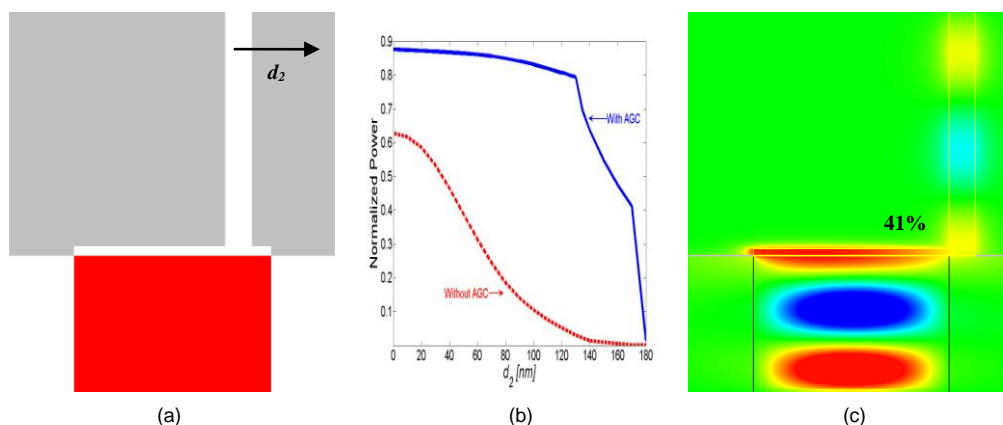 d₂
(a)
0.9
0.8
0.7
0.6
0.5
0.4
0.3
0.2
0.1
Normalized Power
With AGC
Without AGC
0 20 40 60 80 100 120 140 160 180
d₂ [nm]
(b)
41%
(c)